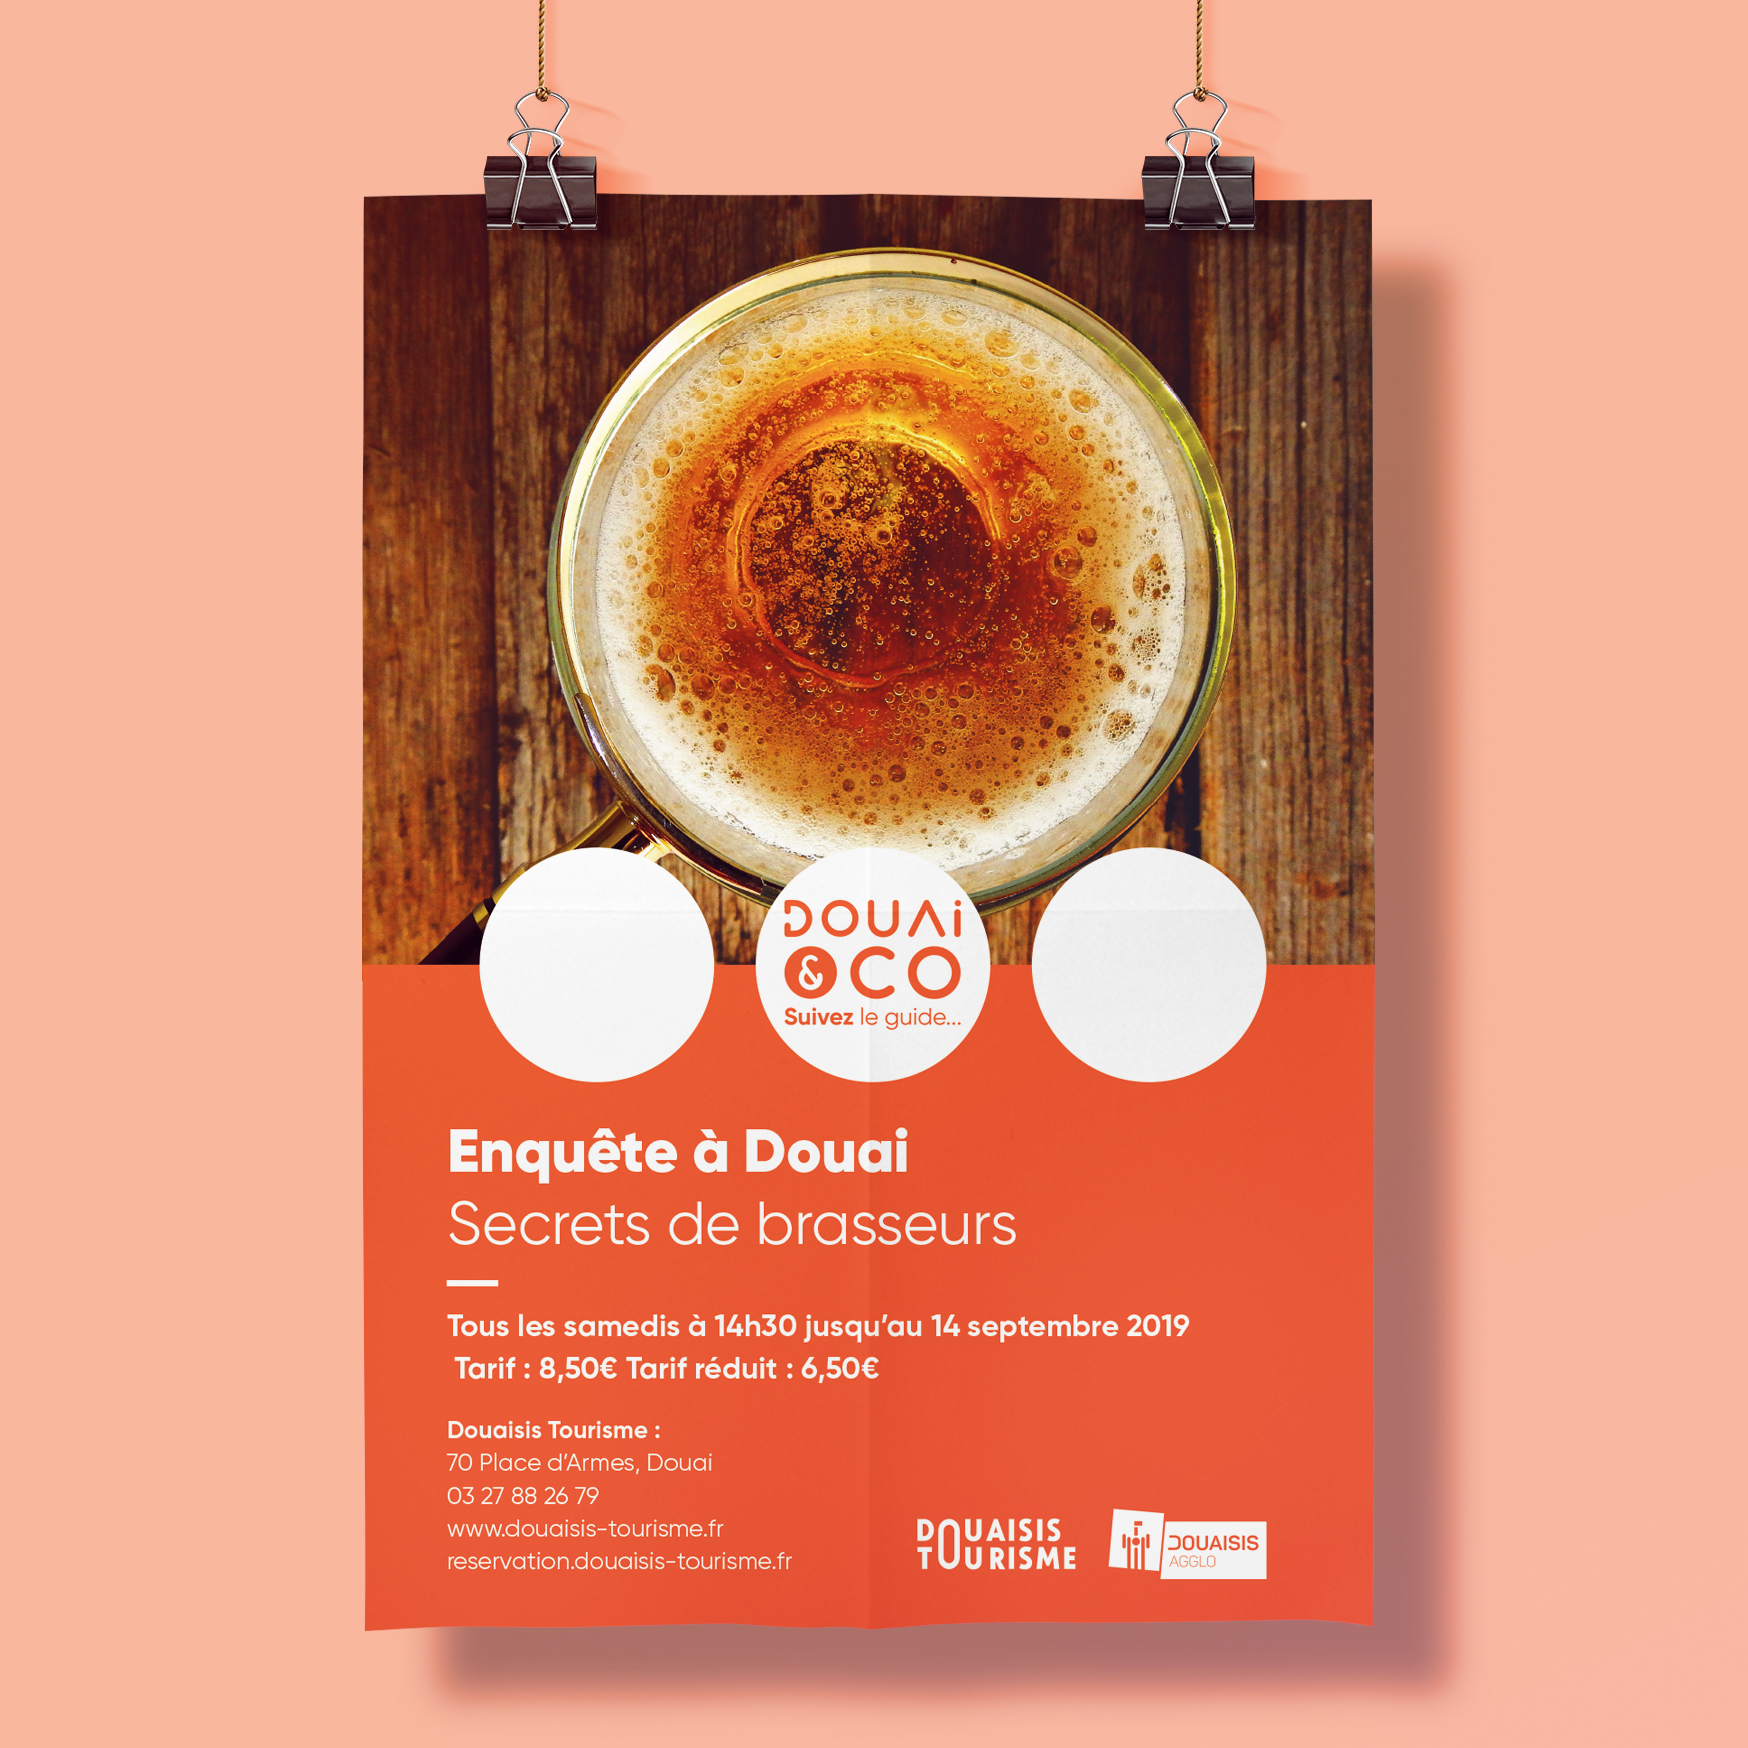 DOUAi
&CO
Suivez le guide...
Enquête à Douai
Secrets de brasseurs
Tous les samedis à 14h30 jusqu'au 14 septembre 2019
Tarif : 8,50€ Tarif réduit : 6,50€
Douaisis Tourisme :
70 Place d'Armes, Douai
03 27 88 26 79
www.douaisis-tourisme.fr
reservation.douaisis-tourisme.fr
DOUAISIS
TOURISME
DOUAISIS
AGGLO